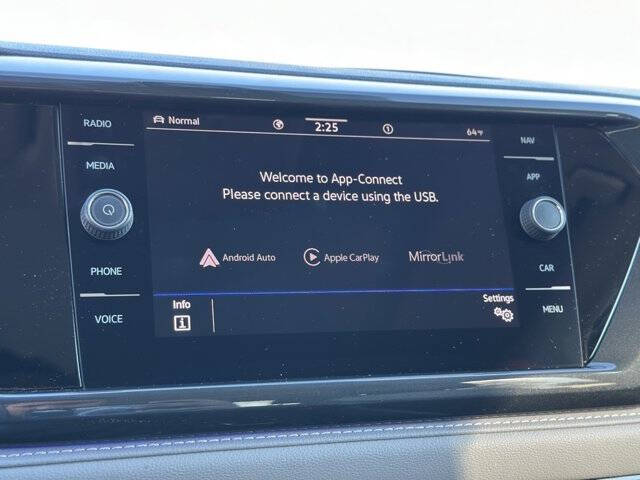 RADIO
MEDIA
PHONE
VOICE
Normal
2:25
64°F
Welcome to App-Connect
Please connect a device using the USB.
Android Auto
Apple CarPlay
MirrorLink
Info
Settings
NAV
APP
CAR
MENU